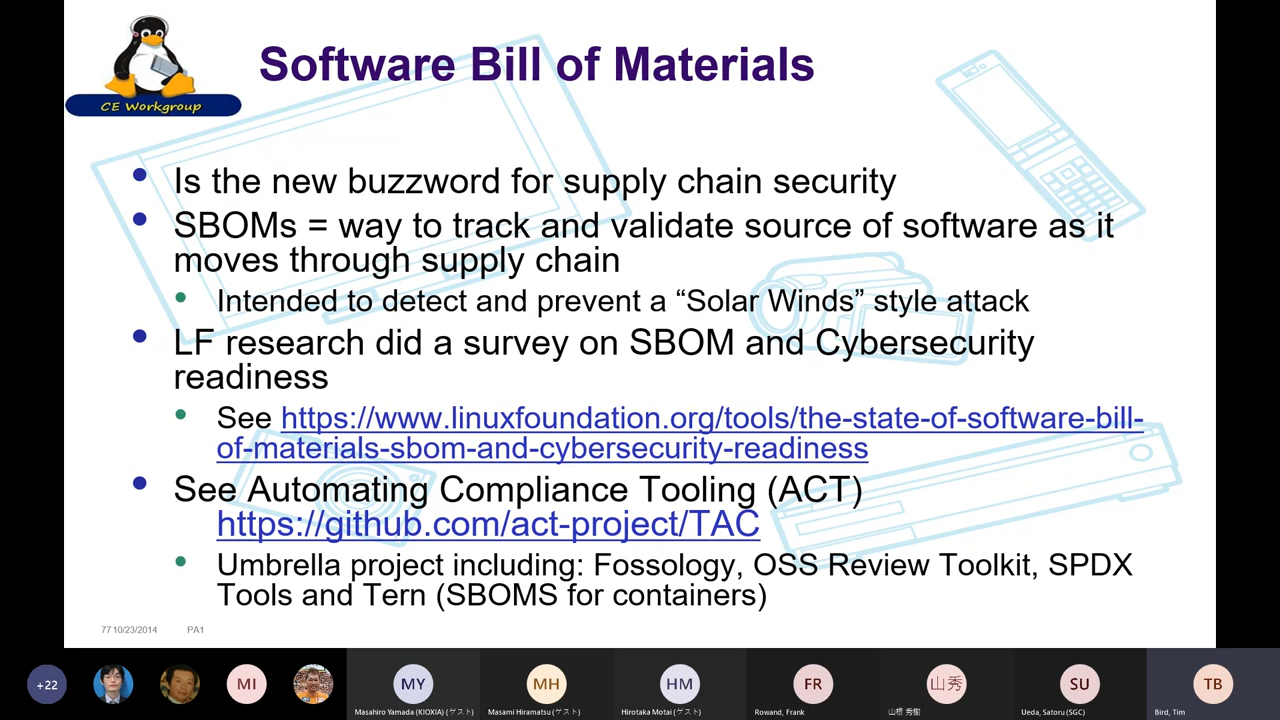 Software Bill of Materials
CE Workgroup
Is the new buzzword for supply chain security
SBOMs = way to track and validate source of software as it
moves through supply chain
Intended to detect and prevent a “Solar Winds” style attack
LF research did a survey on SBOM and Cybersecurity
readiness
See https://www.linuxfoundation.org/tools/the-state-of-software-bill-
of-materials-sbom-and-cybersecurity-readiness
See Automating Compliance Tooling (ACT)
https://github.com/act-project/TAC
Umbrella project including: Fossology, OSS Review Toolkit, SPDX
Tools and Tern (SBOMS for containers)
77 10/23/2014 PA1
+22
MI
MY
MH
HM
FR
山秀
SU
TB
Masahiro Yamada (KIOXIA) (ゲスト)
Masami Hiramatsu (ゲスト)
Hirotaka Motai (ゲスト)
Rowand, Frank
山根 秀樹
Ueda, Satoru (SGC)
Bird, Tim